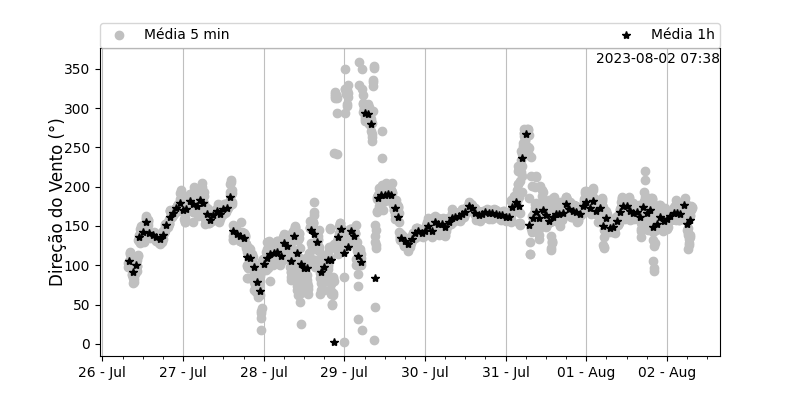 Média 5 min
Média 1h
2023-08-02 07:38
Direção do Vento (°)
350
300
250
200
150
100
50
0
26 - Jul
27 - Jul
28 - Jul
29 - Jul
30 - Jul
31 - Jul
01 - Aug
02 - Aug